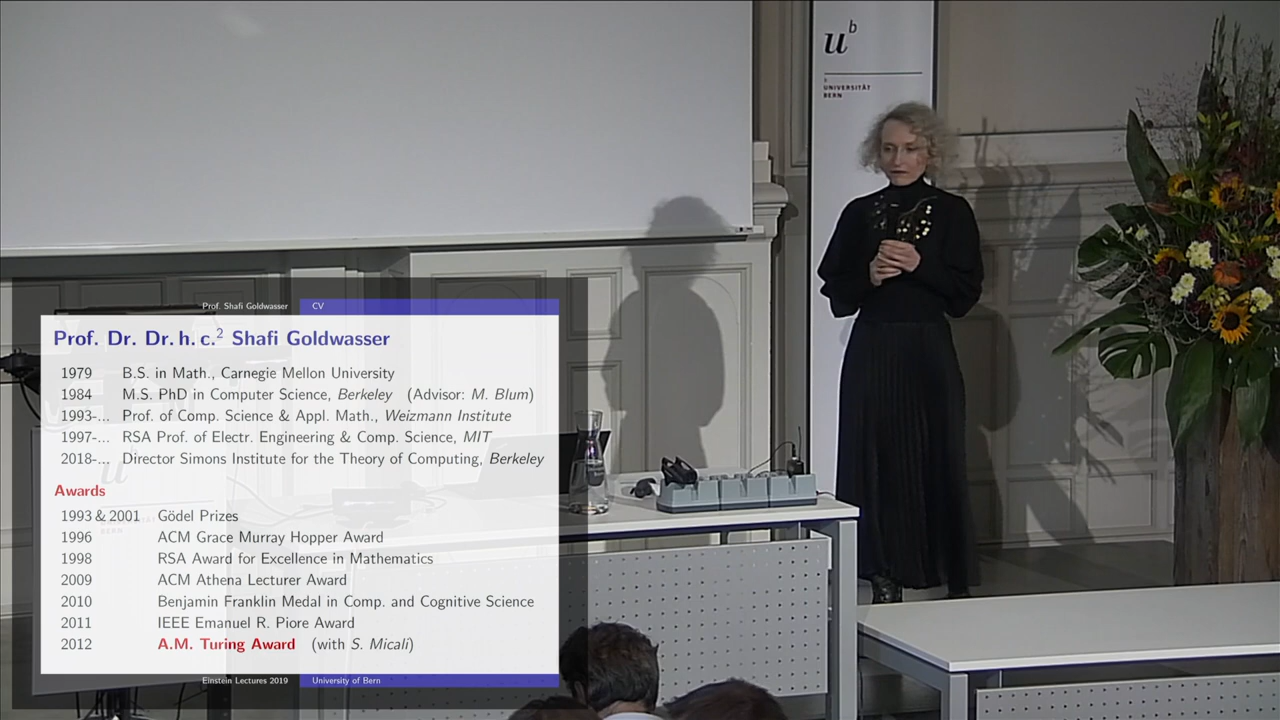 u b
b
UNIVERSITÄT
BERN
Prof. Shafi Goldwasser CV
Prof. Dr. Dr. h. c.² Shafi Goldwasser
1979 B.S. in Math., Carnegie Mellon University
1984 M.S. PhD in Computer Science, Berkeley (Advisor: M. Blum)
1993-... Prof. of Comp. Science & Appl. Math., Weizmann Institute
1997-... RSA Prof. of Electr. Engineering & Comp. Science, MIT
2018-... Director Simons Institute for the Theory of Computing, Berkeley
Awards
1993 & 2001 Gödel Prizes
1996 ACM Grace Murray Hopper Award
1998 RSA Award for Excellence in Mathematics
2009 ACM Athena Lecturer Award
2010 Benjamin Franklin Medal in Comp. and Cognitive Science
2011 IEEE Emanuel R. Piore Award
2012 A.M. Turing Award (with S. Micali)
Einstein Lectures 2019 University of Bern